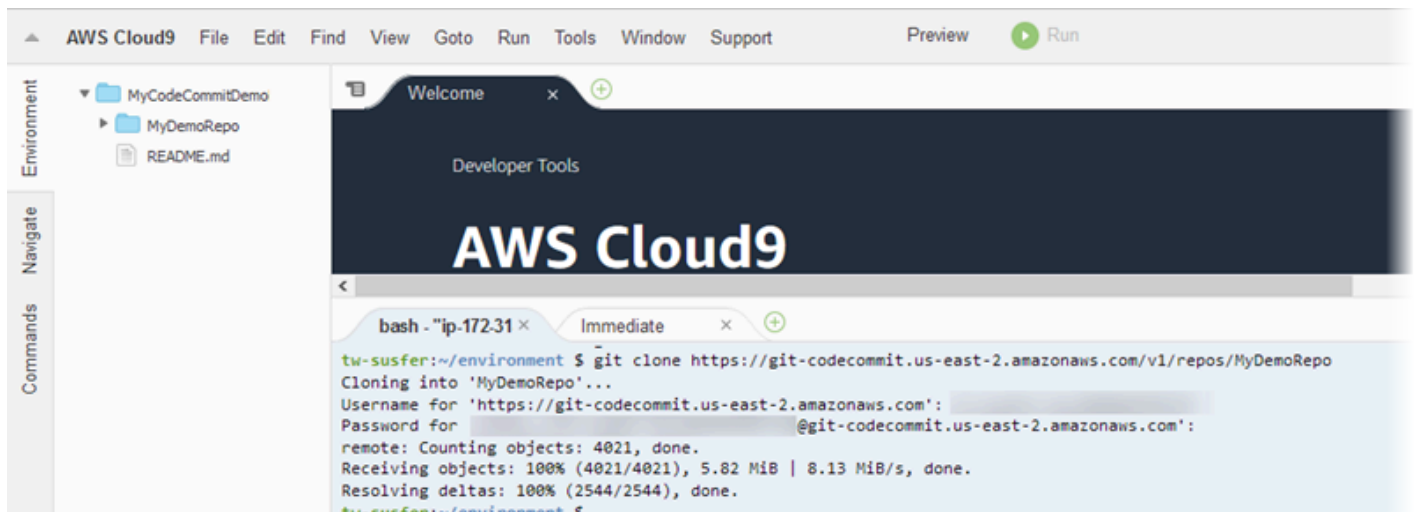 AWS Cloud9 File Edit Find View Goto Run Tools Window Support Preview Run
Environment
Navigate
Commands
MyCodeCommitDemo
MyDemoRepo
README.md
Welcome
Developer Tools
AWS Cloud9
bash - "ip-172-31 Immediate
tw-susfer:~/environment $ git clone https://git-codecommit.us-east-2.amazonaws.com/v1/repos/MyDemoRepo
Cloning into 'MyDemoRepo'...
Username for 'https://git-codecommit.us-east-2.amazonaws.com':
Password for @git-codecommit.us-east-2.amazonaws.com':
remote: Counting objects: 4021, done.
Receiving objects: 100% (4021/4021), 5.82 MiB | 8.13 MiB/s, done.
Resolving deltas: 100% (2544/2544), done.
tw-susfer:~/environment $